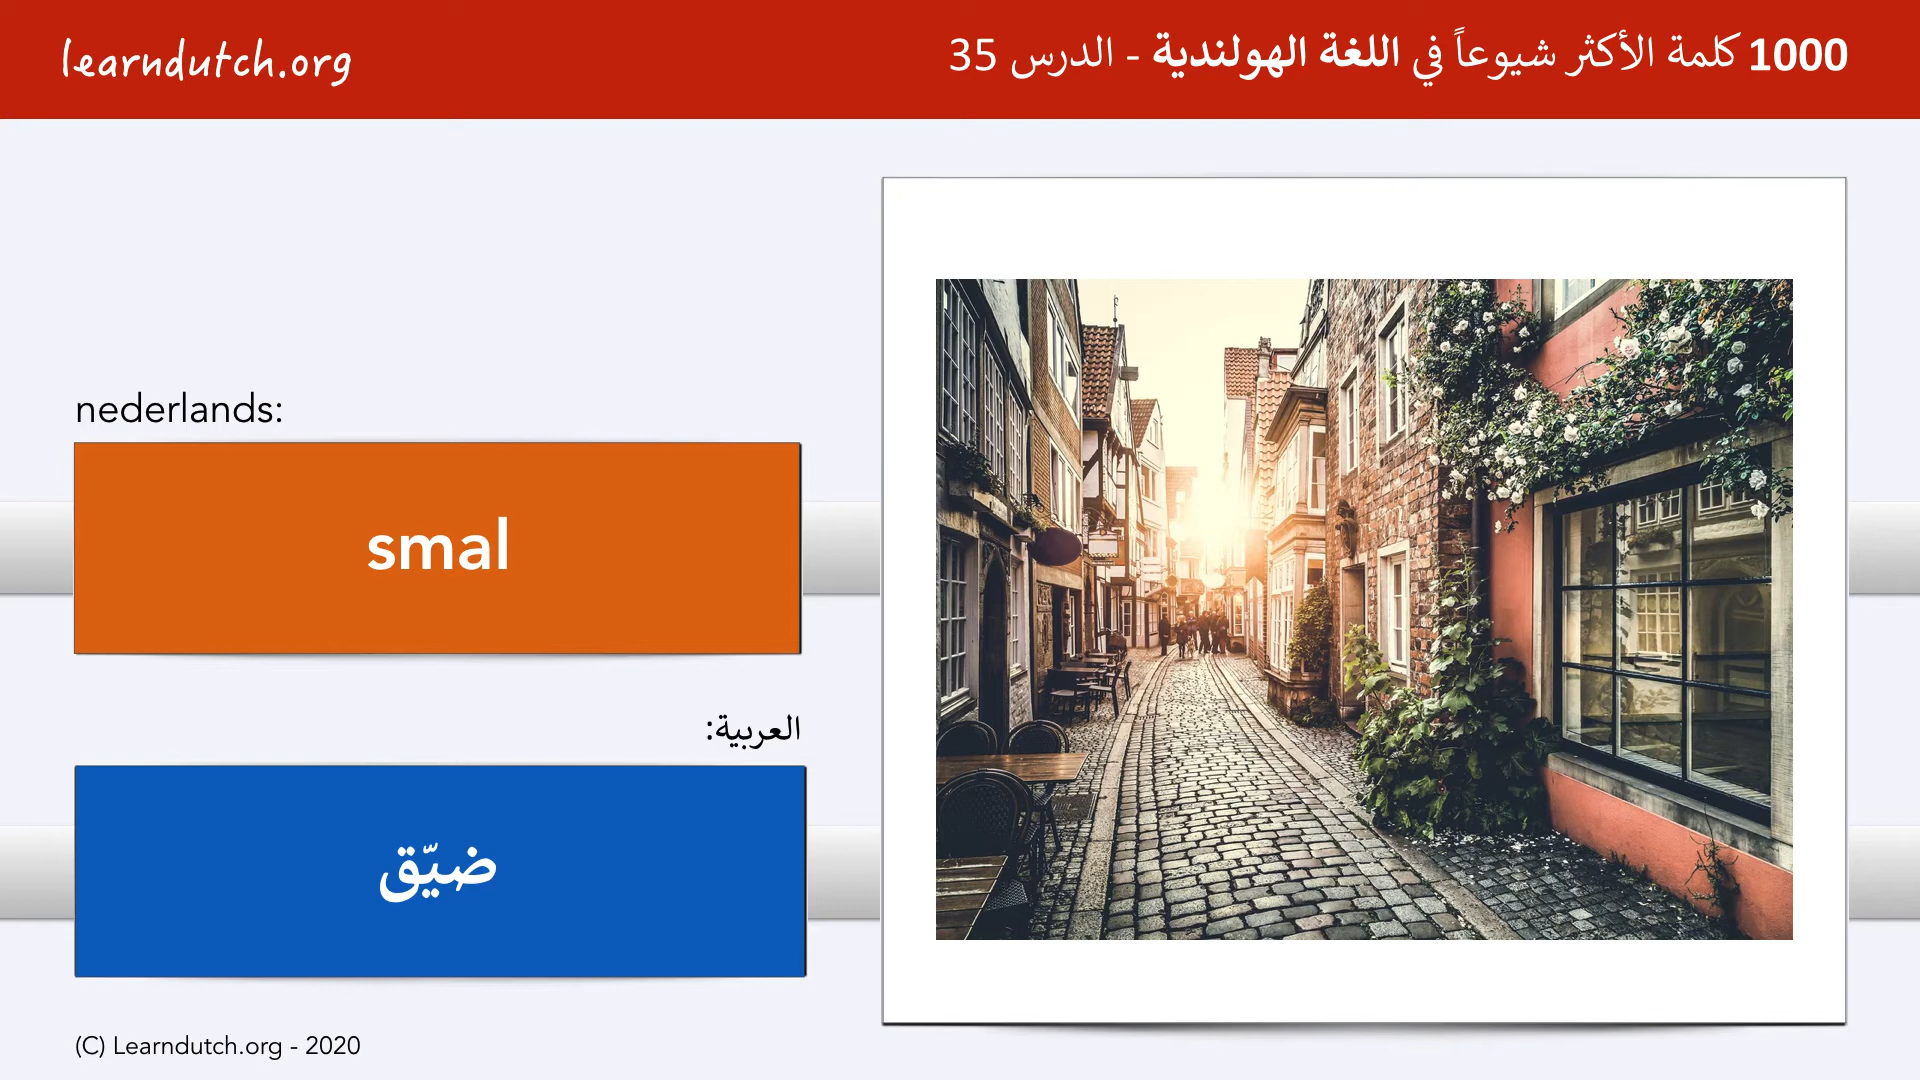 learndutch.org
1000 كلمة الأكثر شيوعاً في اللغة الهولندية - الدرس 35
nederlands:
smal
العربية:
ضيّق
(C) Learndutch.org - 2020